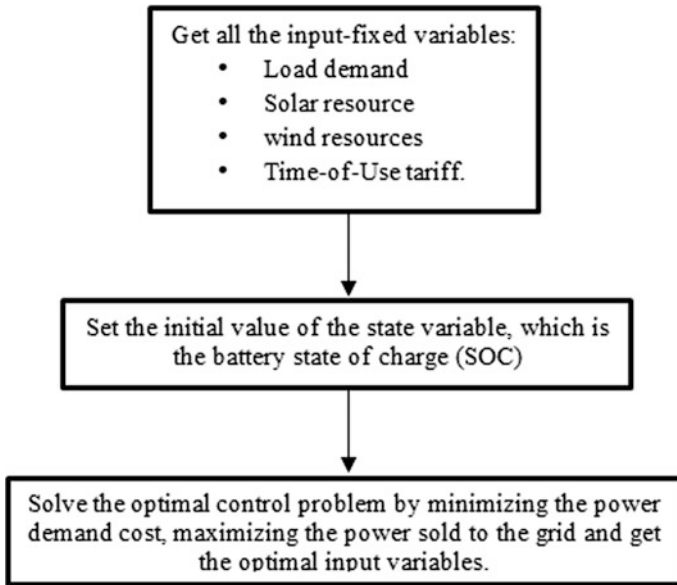 Get all the input-fixed variables:
• Load demand
• Solar resource
• wind resources
• Time-of-Use tariff.
Set the initial value of the state variable, which is
the battery state of charge (SOC)
Solve the optimal control problem by minimizing the power
demand cost, maximizing the power sold to the grid and get
the optimal input variables.